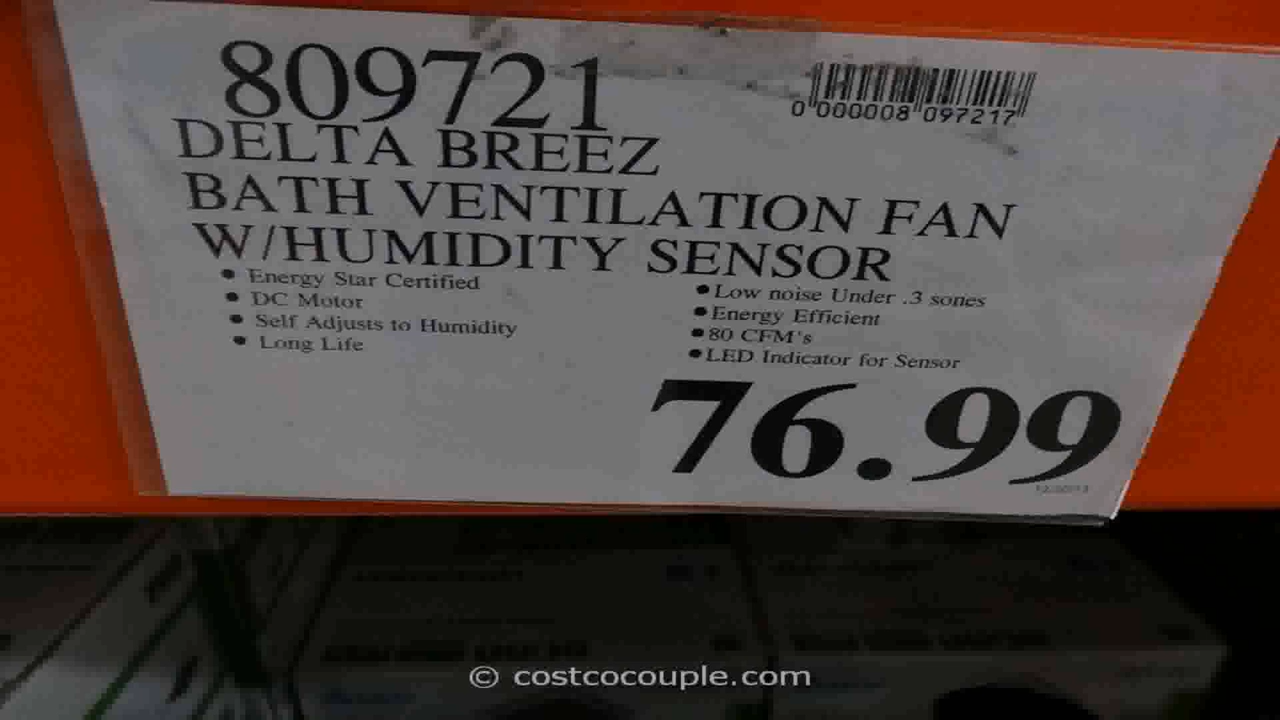 809721
0 000008 097217
DELTA BREEZ
BATH VENTILATION FAN
W/HUMIDITY SENSOR
• Energy Star Certified
• DC Motor
• Self Adjusts to Humidity
• Long Life
• Low noise Under .3 sones
• Energy Efficient
• 80 CFM's
• LED Indicator for Sensor
76.99
© costcocouple.com